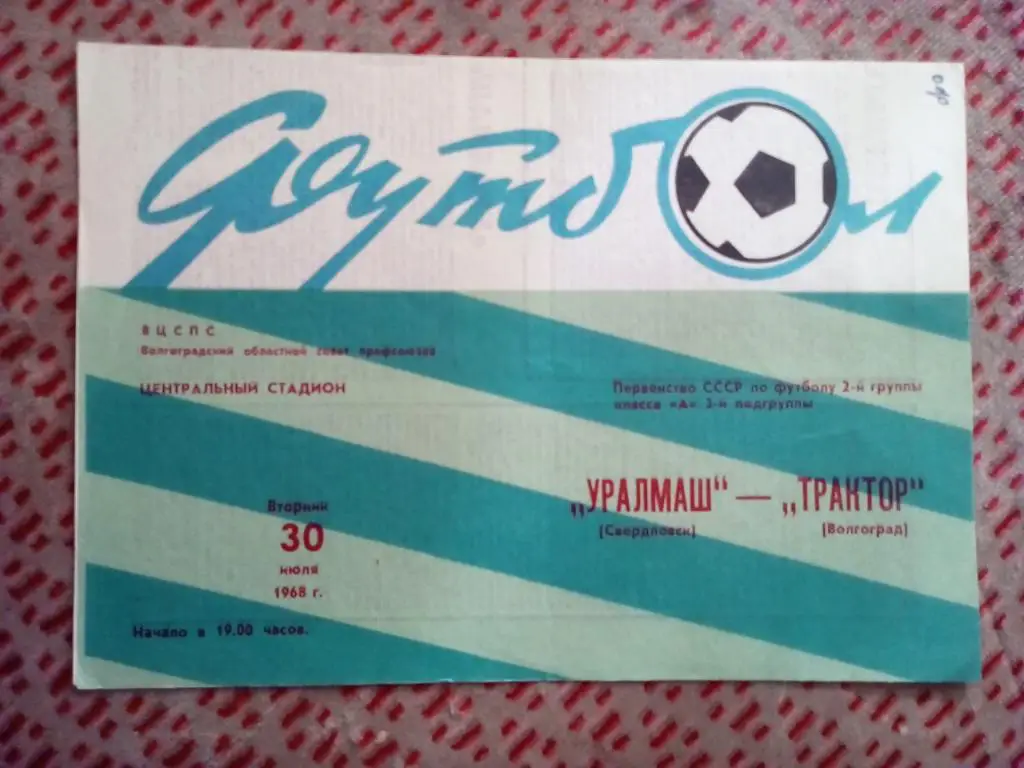 Футбол
ВЦСПС
Волгоградский областной совет профсоюзов
ЦЕНТРАЛЬНЫЙ СТАДИОН
Первенство СССР по футболу 2-й группы
класса «А» 3-й подгруппы
„УРАЛМАШ“ — „ТРАКТОР“
(Свердловск) (Волгоград)
Вторник
30
июля
1968 г.
Начало в 19.00 часов.